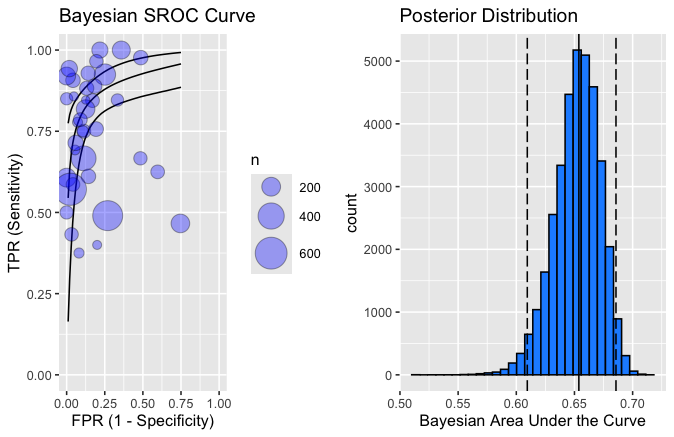 Bayesian SROC Curve
TPR (Sensitivity)
1.00
0.75
0.50
0.25
0.00
0.00 0.25 0.50 0.75 1.00
FPR (1 - Specificity)
n
200
400
600
Posterior Distribution
count
5000
4000
3000
2000
1000
0
0.50 0.55 0.60 0.65 0.70
Bayesian Area Under the Curve